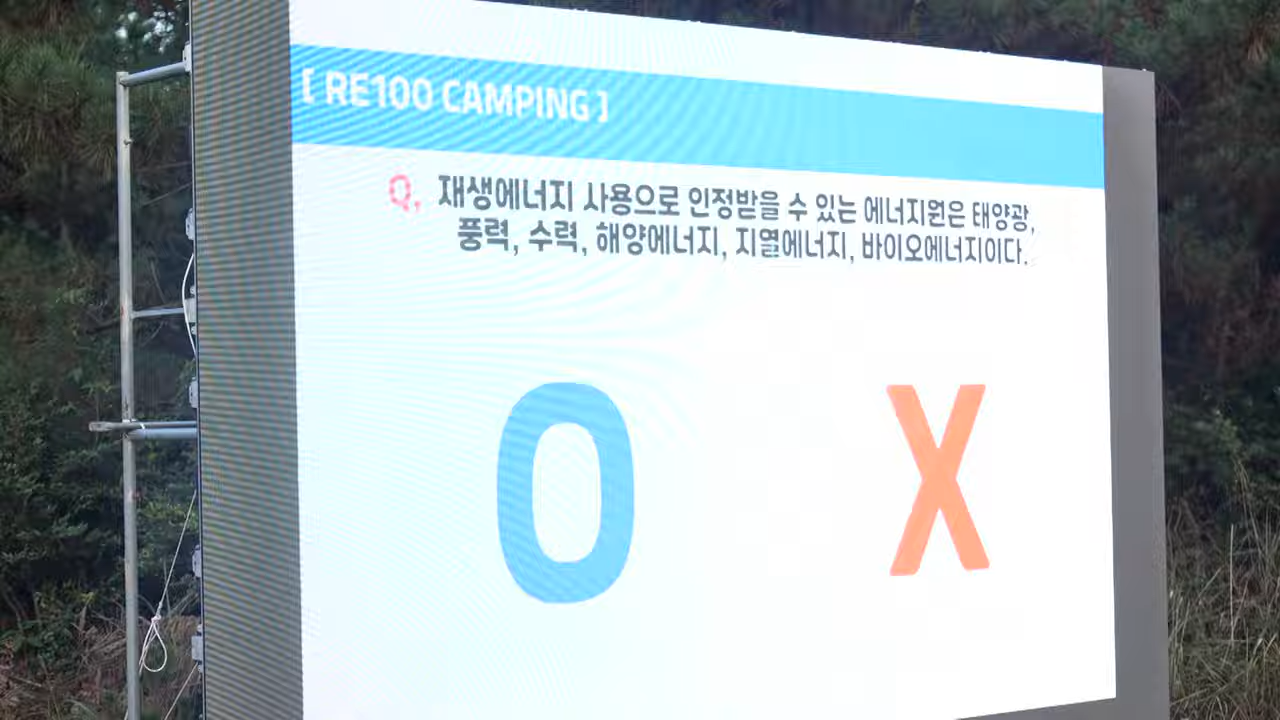 [ RE100 CAMPING ]
Q, 재생에너지 사용으로 인정받을 수 있는 에너지원은 태양광,
풍력, 수력, 해양에너지, 지열에너지, 바이오에너지이다.
O X